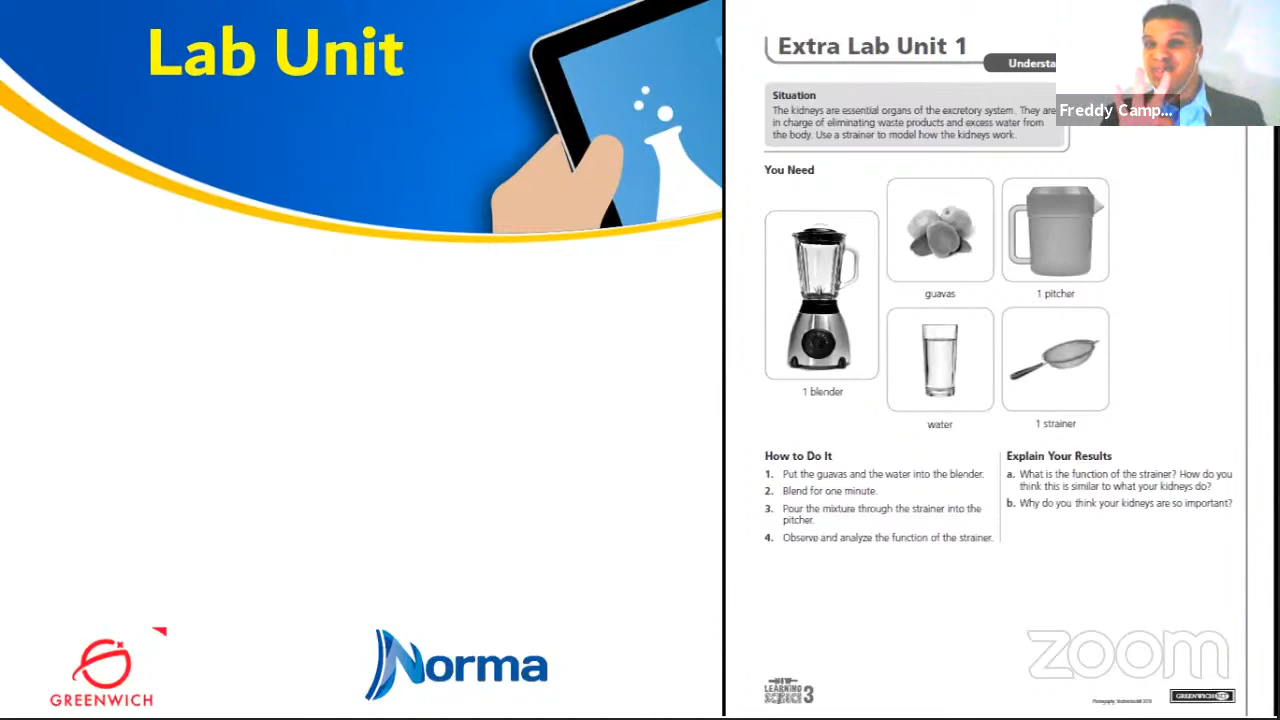 Lab Unit
GREENWICH
Norma
Extra Lab Unit 1
Understa
Freddy Camp...
Situation
The kidneys are essential organs of the excretory system. They are
in charge of eliminating waste products and excess water from
the body. Use a strainer to model how the kidneys work.
You Need
guavas
1 pitcher
1 blender
water
1 strainer
How to Do It
1. Put the guavas and the water into the blender.
2. Blend for one minute.
3. Pour the mixture through the strainer into the
pitcher.
4. Observe and analyze the function of the strainer.
Explain Your Results
a. What is the function of the strainer? How do you
think this is similar to what your kidneys do?
b. Why do you think your kidneys are so important?
zoom
NEW
LEARNING
SCIENCE 3
GREENWICH